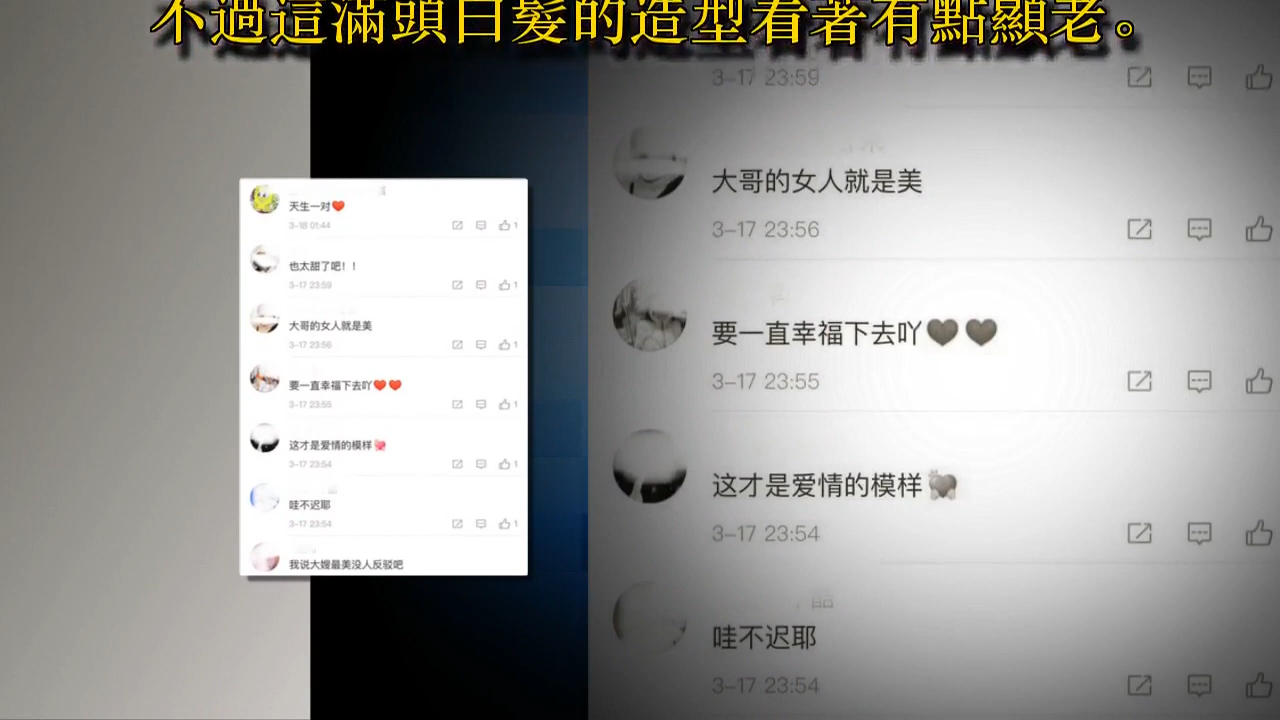 不過這滿頭白髮的造型看著有點顯老。
天生一对❤️
3-18 01:44
1
也太甜了吧！！
3-17 23:59
1
大哥的女人就是美
3-17 23:56
1
要一直幸福下去吖❤️❤️
3-17 23:55
1
这才是爱情的模样💘
3-17 23:54
1
哇不迟耶
3-17 23:54
1
我说大嫂最美没人反驳吧
3-17 23:59
大哥的女人就是美
3-17 23:56
要一直幸福下去吖❤️❤️
3-17 23:55
这才是爱情的模样💘
3-17 23:54
哇不迟耶
3-17 23:54